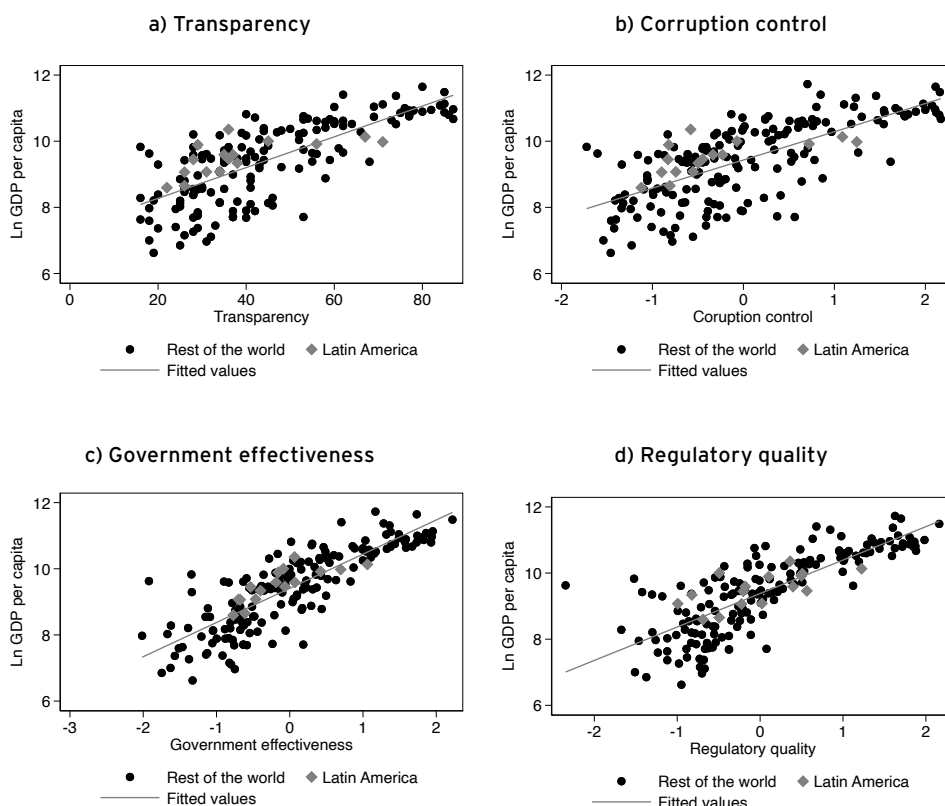 a) Transparency
b) Corruption control
Ln GDP per capita
12
10
8
6
0
20
40
60
80
Transparency
Rest of the world
Latin America
Fitted values
Ln GDP per capita
12
10
8
6
-2
-1
0
1
2
Coruption control
Rest of the world
Latin America
Fitted values
c) Government effectiveness
d) Regulatory quality
Ln GDP per capita
12
10
8
6
-3
-2
-1
0
1
2
Government effectiveness
Rest of the world
Latin America
Fitted values
Ln GDP per capita
12
10
8
6
-2
-1
0
1
2
Regulatory quality
Rest of the world
Latin America
Fitted values